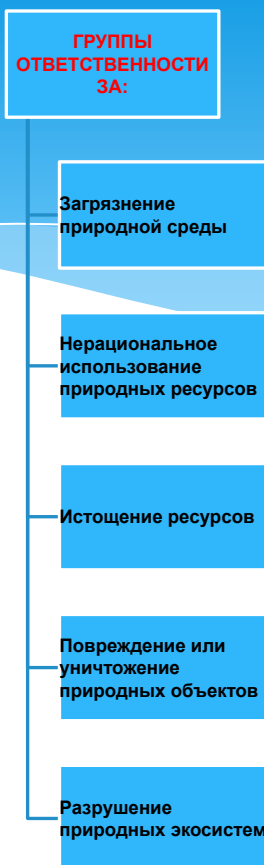 ГРУППЫ
ОТВЕТСТВЕННОСТИ
ЗА:
Загрязнение
природной среды
Нерациональное
использование
природных ресурсов
Истощение ресурсов
Повреждение или
уничтожение
природных объектов
Разрушение
природных экосистем